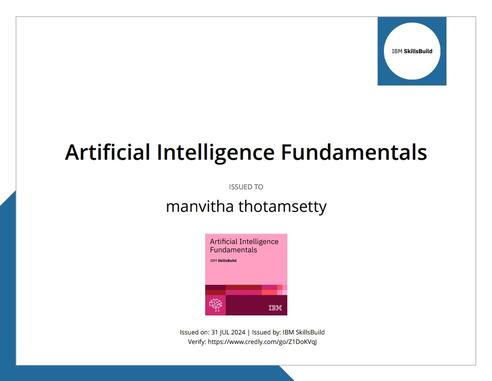 IBM SkillsBuild
Artificial Intelligence Fundamentals
ISSUED TO
manvitha thotamsetty
Artificial Intelligence
Fundamentals
IBM SkillsBuild
IBM
Issued on: 31 JUL 2024 | Issued by: IBM SkillsBuild
Verify: https://www.credly.com/go/Z1DoKVqJ